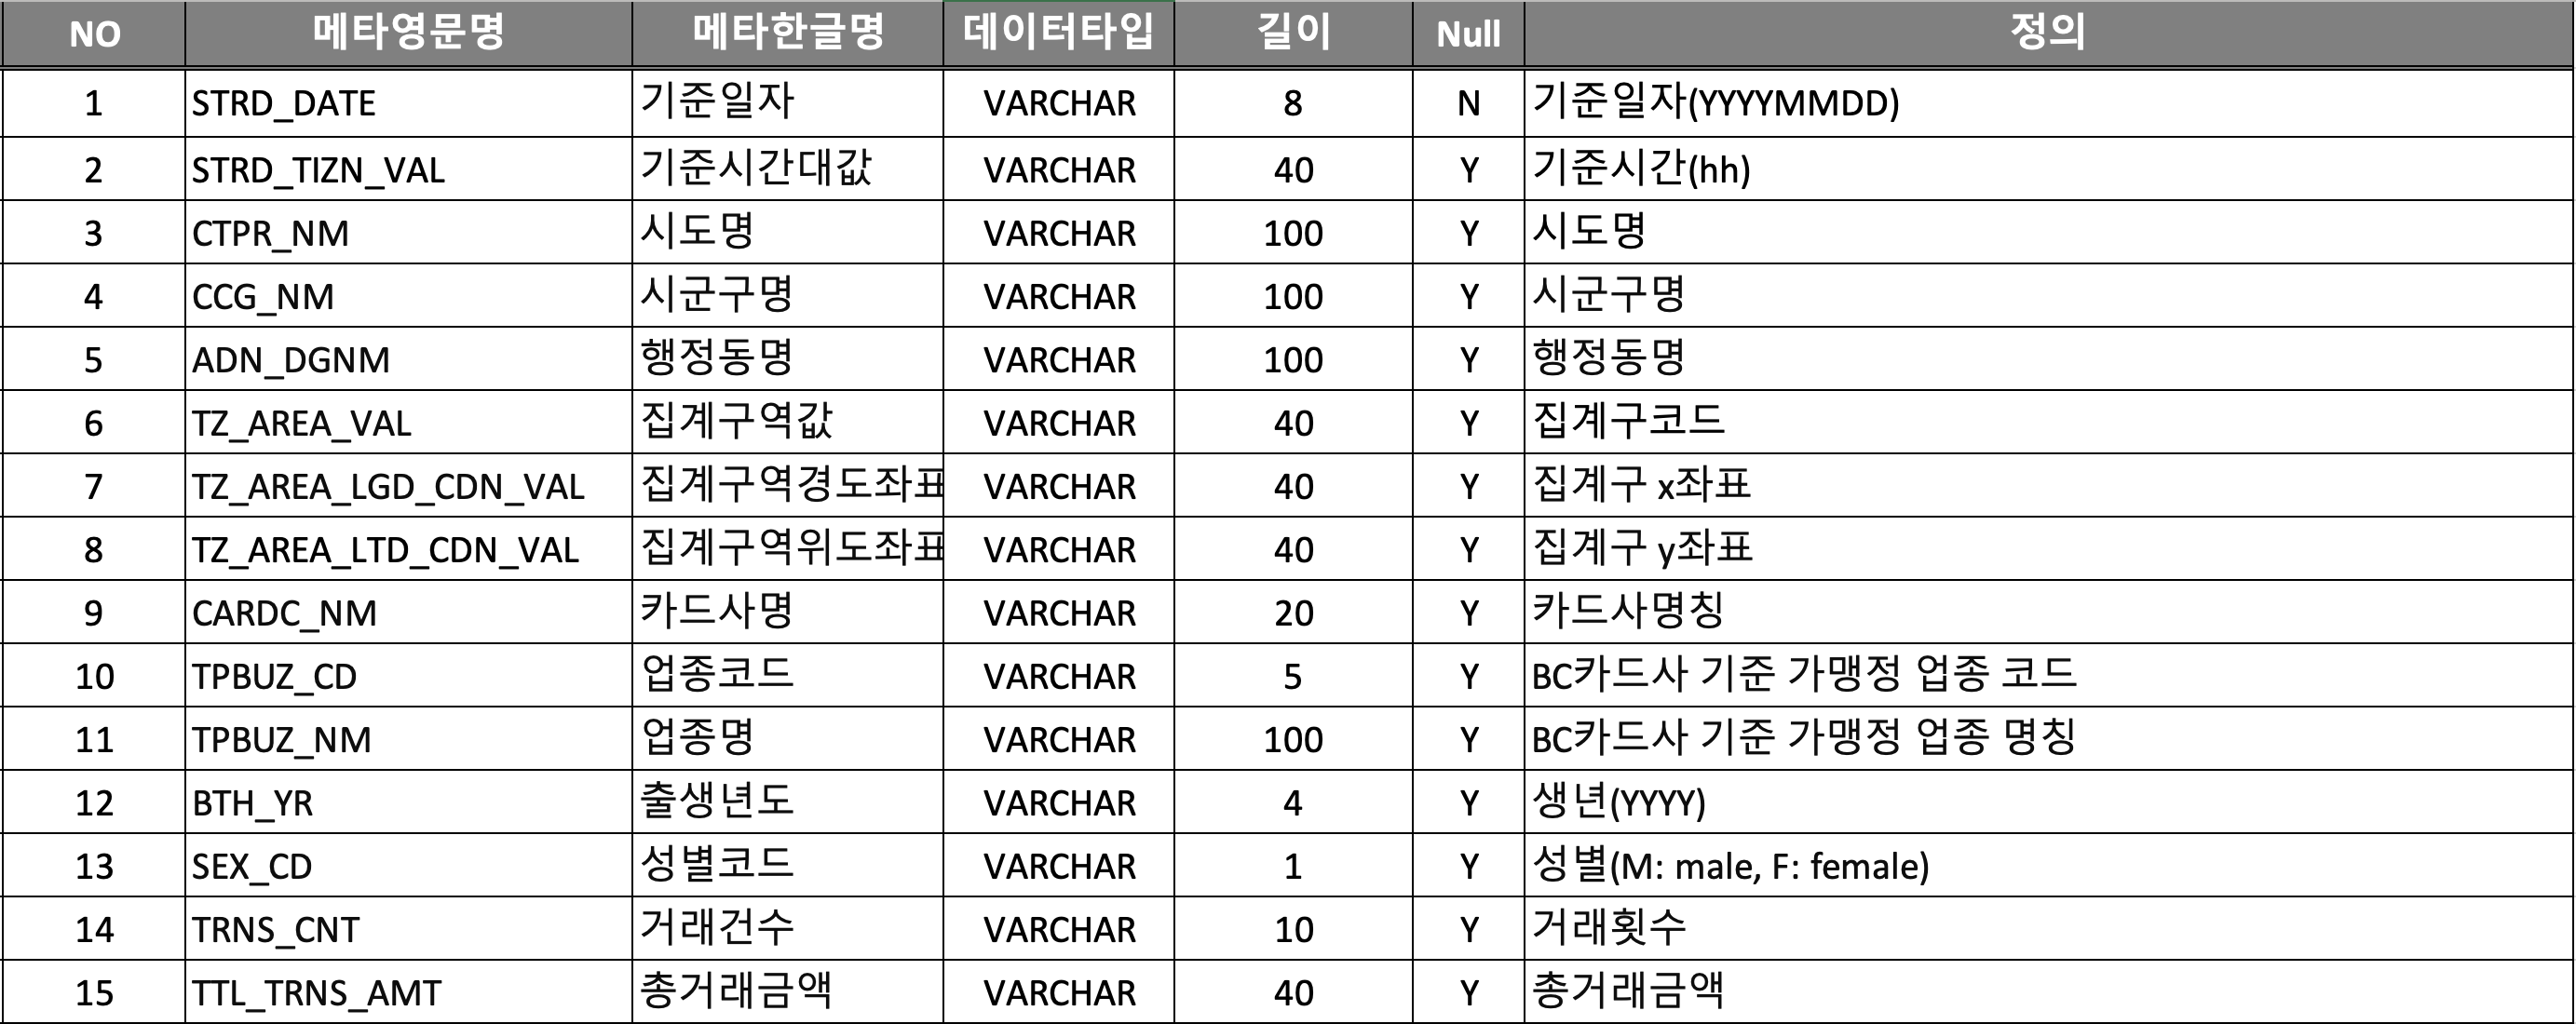 NO 메타영문명 메타한글명 데이터타입 길이 Null 정의
1 STRD_DATE 기준일자 VARCHAR 8 N 기준일자(YYYYMMDD)
2 STRD_TIZN_VAL 기준시간대값 VARCHAR 40 Y 기준시간(hh)
3 CTPR_NM 시도명 VARCHAR 100 Y 시도명
4 CCG_NM 시군구명 VARCHAR 100 Y 시군구명
5 ADN_DGNM 행정동명 VARCHAR 100 Y 행정동명
6 TZ_AREA_VAL 집계구역값 VARCHAR 40 Y 집계구코드
7 TZ_AREA_LGD_CDN_VAL 집계구역경도좌표 VARCHAR 40 Y 집계구 x좌표
8 TZ_AREA_LTD_CDN_VAL 집계구역위도좌표 VARCHAR 40 Y 집계구 y좌표
9 CARDC_NM 카드사명 VARCHAR 20 Y 카드사명칭
10 TPBUZ_CD 업종코드 VARCHAR 5 Y BC카드사 기준 가맹정 업종 코드
11 TPBUZ_NM 업종명 VARCHAR 100 Y BC카드사 기준 가맹정 업종 명칭
12 BTH_YR 출생년도 VARCHAR 4 Y 생년(YYYY)
13 SEX_CD 성별코드 VARCHAR 1 Y 성별(M: male, F: female)
14 TRNS_CNT 거래건수 VARCHAR 10 Y 거래횟수
15 TTL_TRNS_AMT 총거래금액 VARCHAR 40 Y 총거래금액